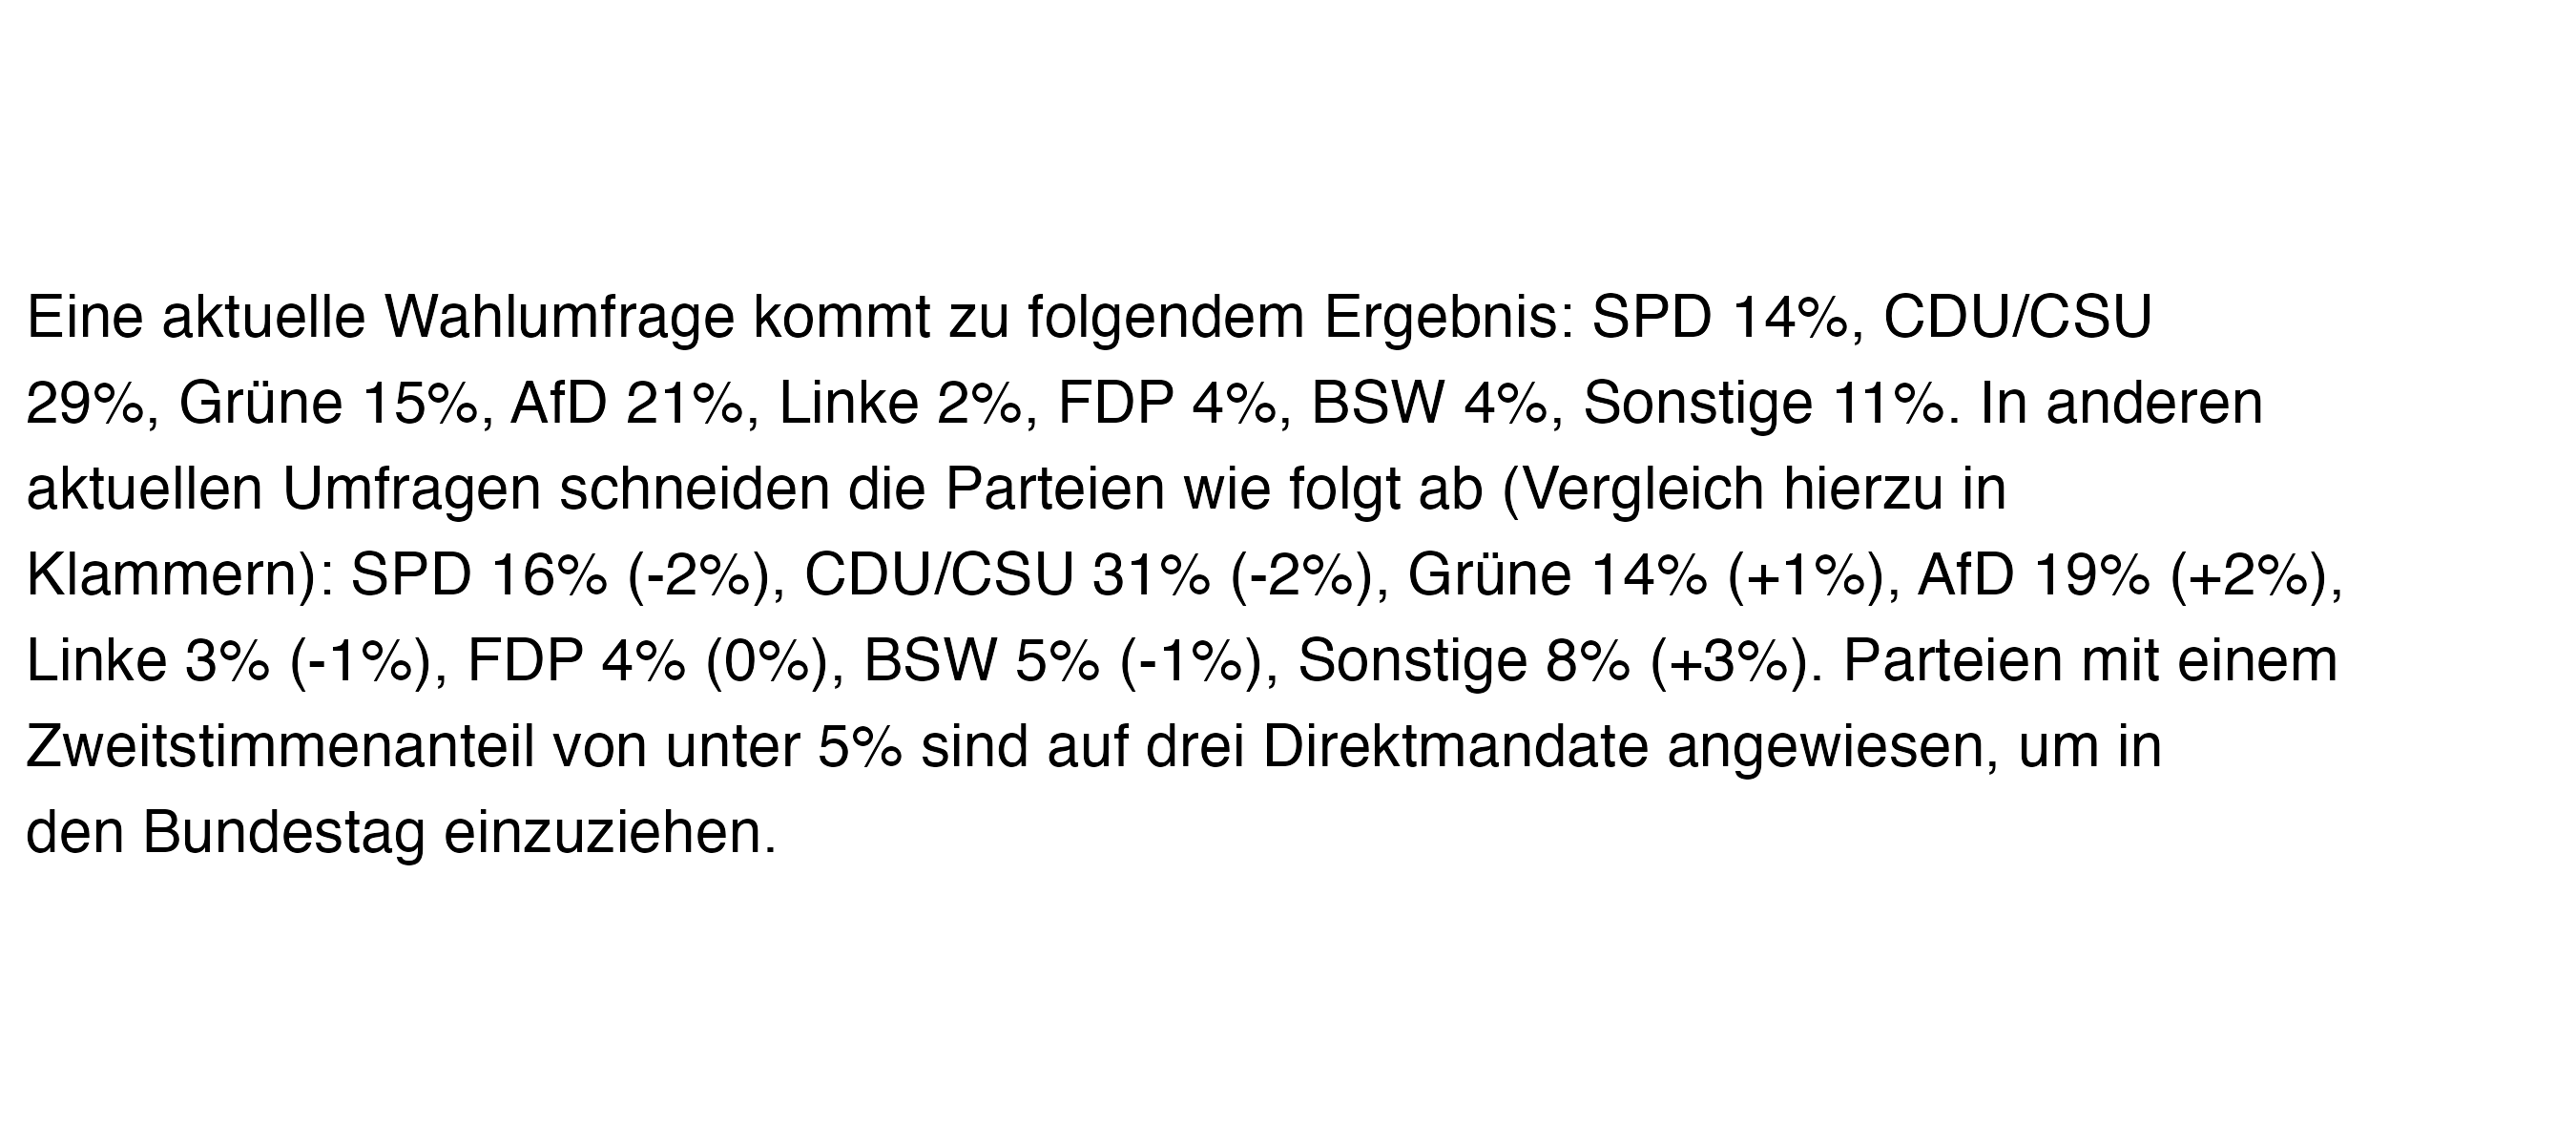 Eine aktuelle Wahlumfrage kommt zu folgendem Ergebnis: SPD 14%, CDU/CSU
29%, Grüne 15%, AfD 21%, Linke 2%, FDP 4%, BSW 4%, Sonstige 11%. In anderen
aktuellen Umfragen schneiden die Parteien wie folgt ab (Vergleich hierzu in
Klammern): SPD 16% (-2%), CDU/CSU 31% (-2%), Grüne 14% (+1%), AfD 19% (+2%),
Linke 3% (-1%), FDP 4% (0%), BSW 5% (-1%), Sonstige 8% (+3%). Parteien mit einem
Zweitstimmenanteil von unter 5% sind auf drei Direktmandate angewiesen, um in
den Bundestag einzuziehen.